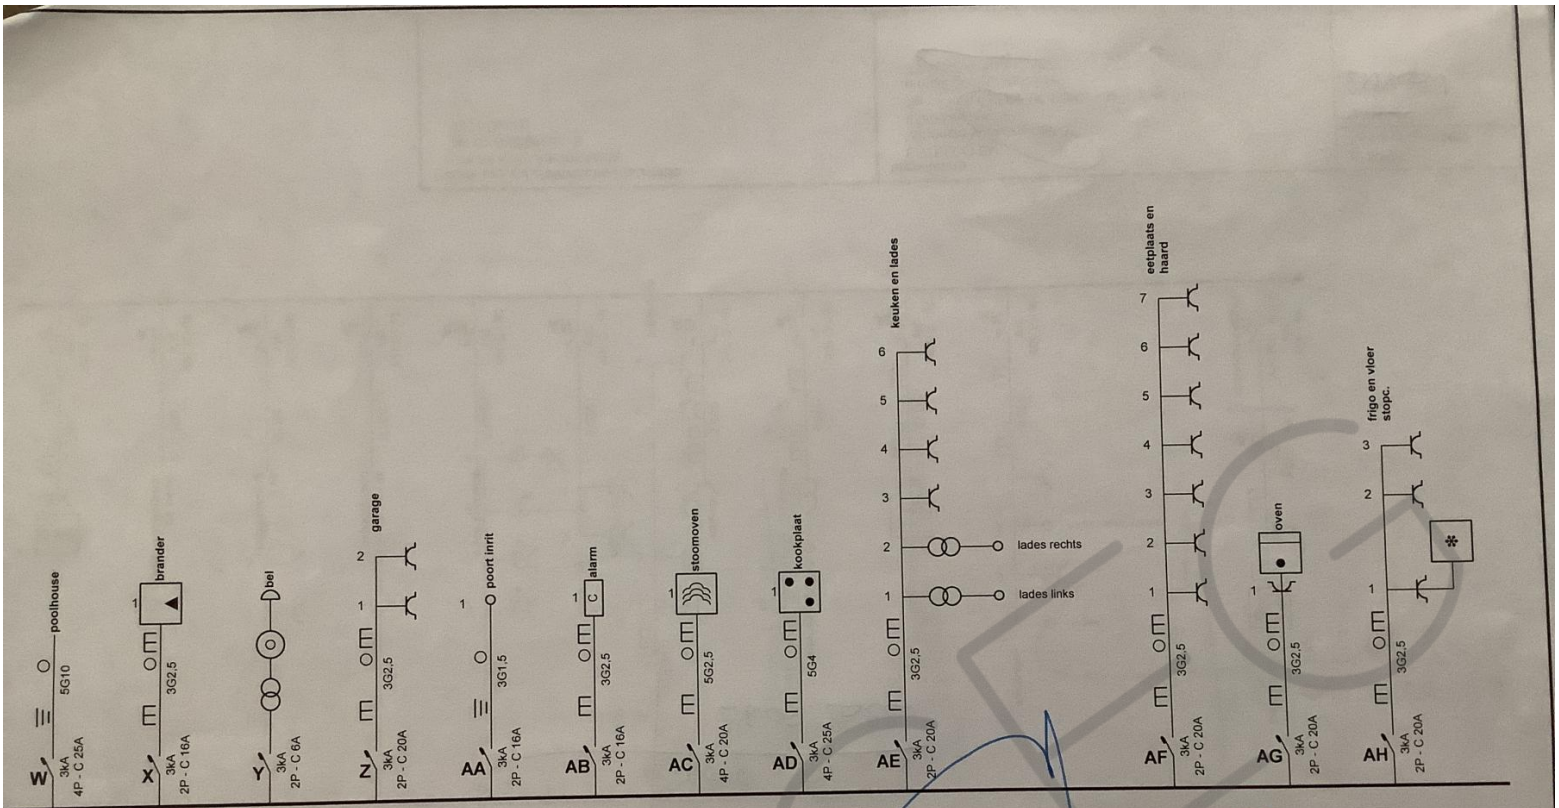 W
3kA
4P - C 25A
5G10
poolhouse
X
3kA
2P - C 16A
3G2,5
1
brander
Y
3kA
2P - C 6A
bel
Z
3kA
2P - C 20A
3G2,5
1
2
garage
AA
3kA
2P - C 16A
3G1,5
1
poort inrit
AB
3kA
2P - C 16A
3G2,5
1
C
alarm
AC
3kA
4P - C 20A
5G2,5
1
stoomoven
AD
3kA
4P - C 25A
5G4
1
kookplaat
AE
3kA
2P - C 20A
3G2,5
1
lades links
2
lades rechts
3
4
5
6
keuken en lades
AF
3kA
2P - C 20A
3G2,5
1
2
3
4
5
6
7
eetplaats en
haard
AG
3kA
2P - C 20A
3G2,5
1
oven
AH
3kA
2P - C 20A
3G2,5
1
*
2
3
frigo en vloer
stopc.